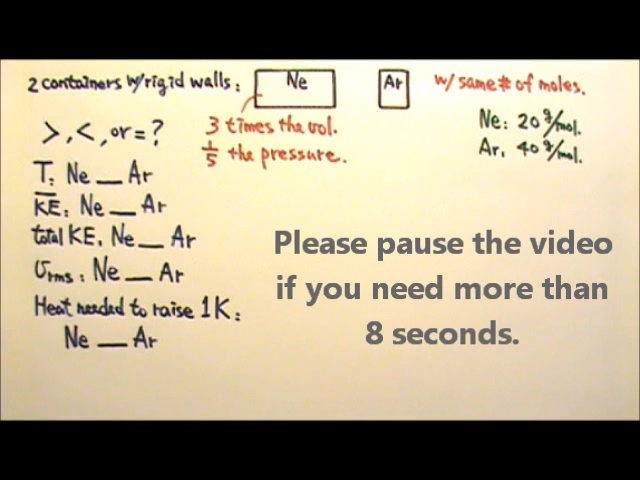 2 containers w/rigid walls: Ne Ar w/ same # of moles.
>, <, or = ?
3 times the vol.
1/5 the pressure.
Ne: 20 g/mol.
Ar, 40 g/mol.
T: Ne __ Ar
K̅E̅: Ne __ Ar
total KE, Ne __ Ar
υrms: Ne __ Ar
Heat needed to raise 1K:
Ne __ Ar
Please pause the video
if you need more than
8 seconds.